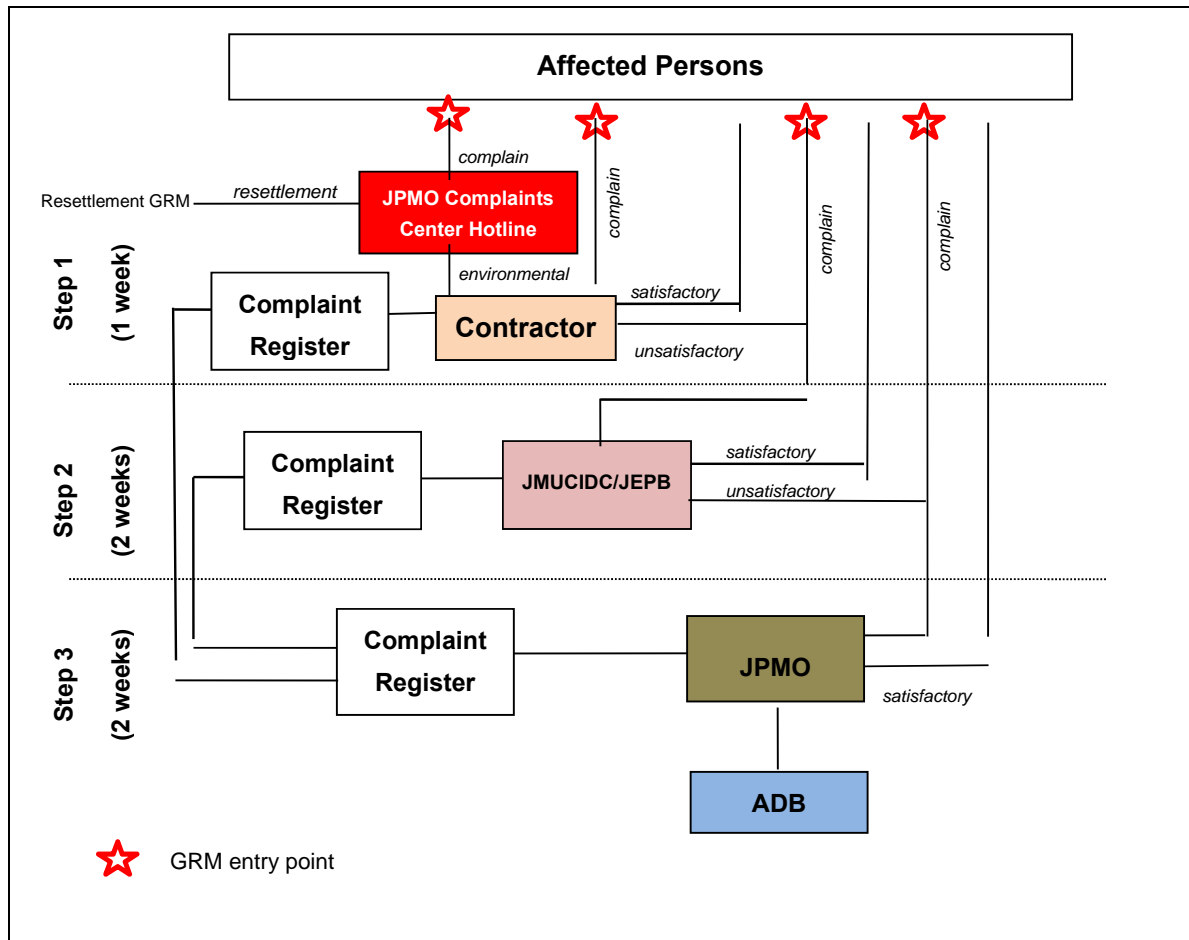 Affected Persons
complain
Resettlement GRM
resettlement
JPMO Complaints
Center Hotline
complain
complain
complain
environmental
Step 1
(1 week)
Complaint
Register
Contractor
satisfactory
unsatisfactory
Step 2
(2 weeks)
Complaint
Register
JMUCIDC/JEPB
satisfactory
unsatisfactory
Step 3
(2 weeks)
Complaint
Register
JPMO
satisfactory
ADB
GRM entry point